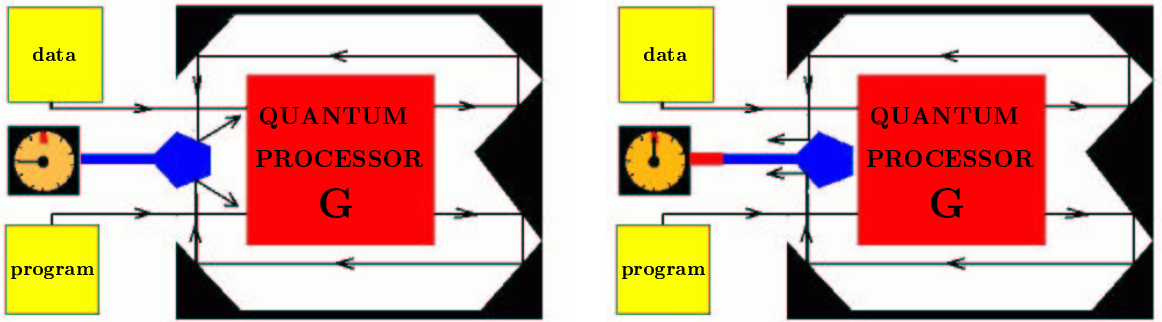 data
QUANTUM
PROCESSOR
G
program
data
QUANTUM
PROCESSOR
G
program